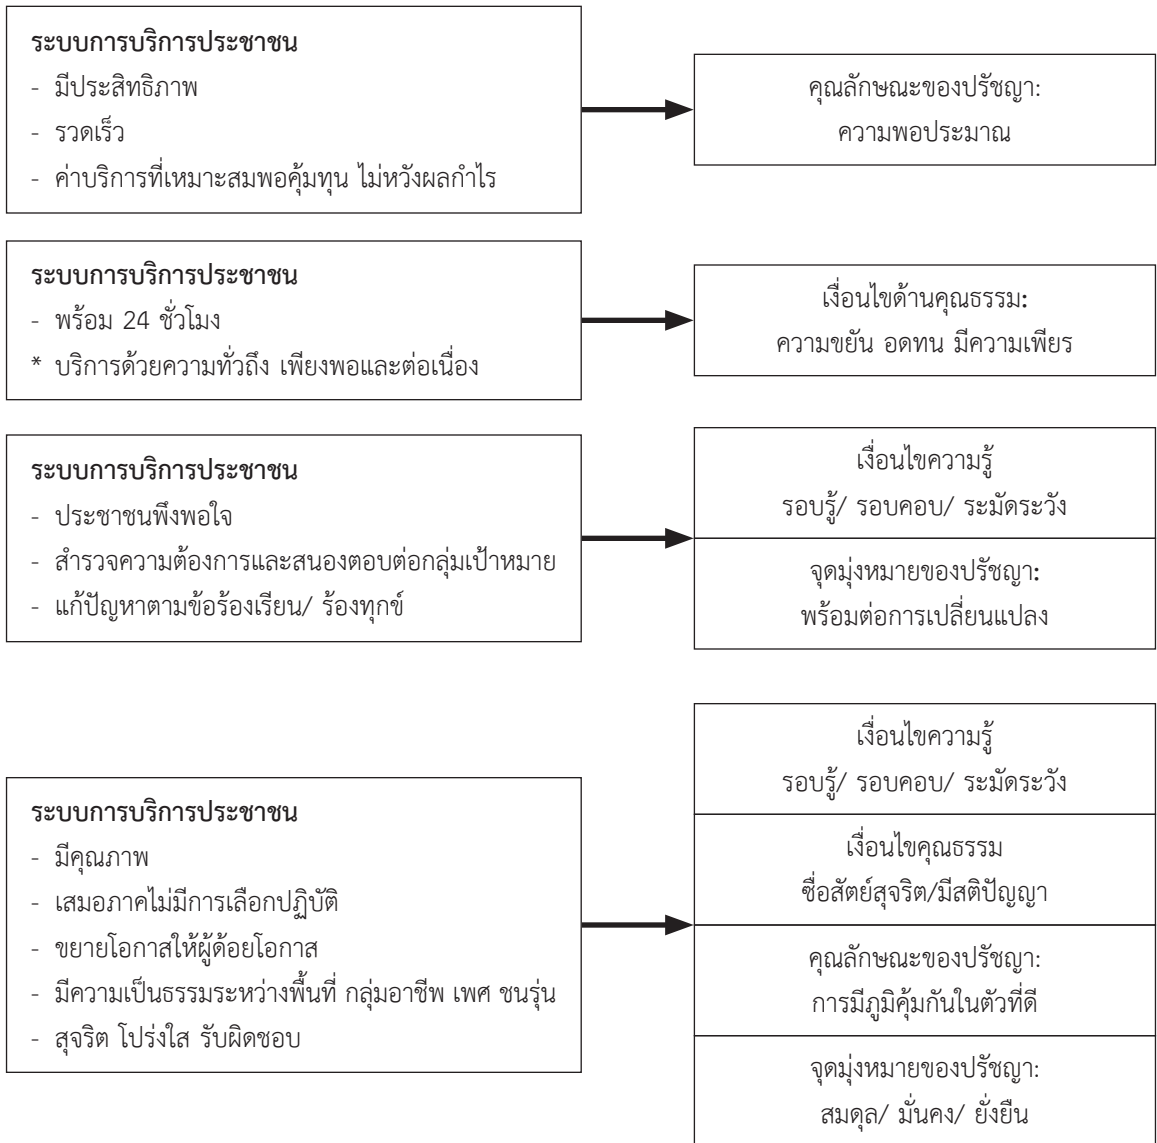 ระบบการบริการประชาชน
- มีประสิทธิภาพ
- รวดเร็ว
- ค่าบริการที่เหมาะสมพอคุ้มทุน ไม่หวังผลกำไร
คุณลักษณะของปรัชญา:
ความพอประมาณ
ระบบการบริการประชาชน
- พร้อม 24 ชั่วโมง
* บริการด้วยความทั่วถึง เพียงพอและต่อเนื่อง
เงื่อนไขด้านคุณธรรม:
ความขยัน อดทน มีความเพียร
ระบบการบริการประชาชน
- ประชาชนพึงพอใจ
- สำรวจความต้องการและสนองตอบต่อกลุ่มเป้าหมาย
- แก้ปัญหาตามข้อร้องเรียน/ ร้องทุกข์
เงื่อนไขความรู้
รอบรู้/ รอบคอบ/ ระมัดระวัง
จุดมุ่งหมายของปรัชญา:
พร้อมต่อการเปลี่ยนแปลง
ระบบการบริการประชาชน
- มีคุณภาพ
- เสมอภาคไม่มีการเลือกปฏิบัติ
- ขยายโอกาสให้ผู้ด้อยโอกาส
- มีความเป็นธรรมระหว่างพื้นที่ กลุ่มอาชีพ เพศ ชนรุ่น
- สุจริต โปร่งใส รับผิดชอบ
เงื่อนไขความรู้
รอบรู้/ รอบคอบ/ ระมัดระวัง
เงื่อนไขคุณธรรม
ซื่อสัตย์สุจริต/มีสติปัญญา
คุณลักษณะของปรัชญา:
การมีภูมิคุ้มกันในตัวที่ดี
จุดมุ่งหมายของปรัชญา:
สมดุล/ มั่นคง/ ยั่งยืน